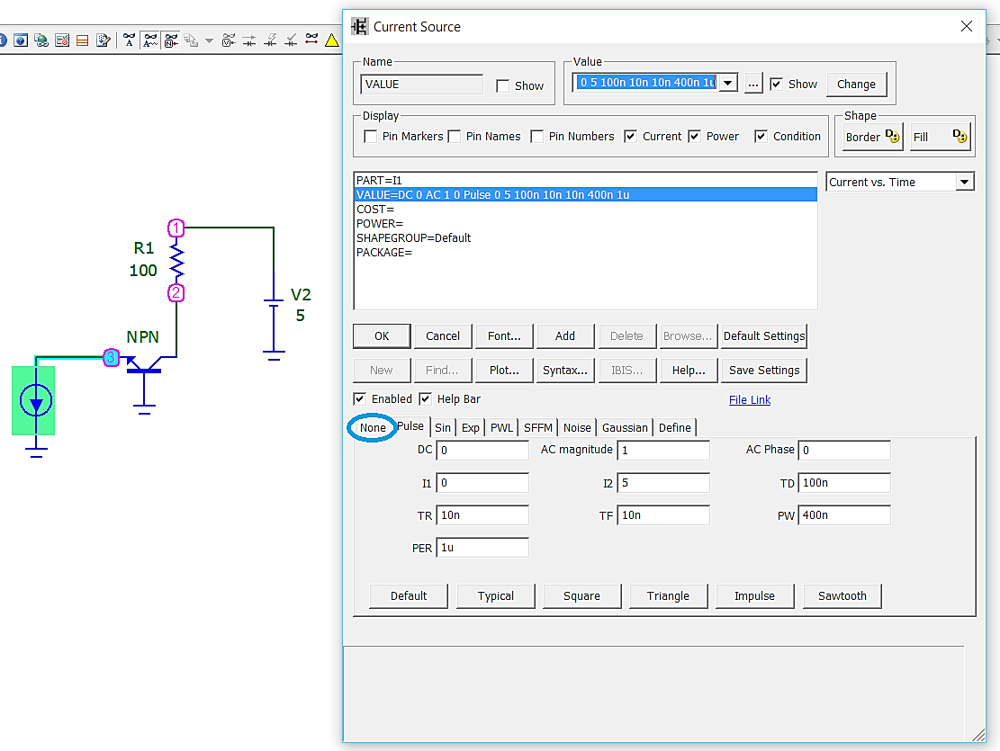 Current Source
Name
VALUE
Show
Value
0 5 100n 10n 10n 400n 1u
...
Show
Change
Display
Pin Markers
Pin Names
Pin Numbers
Current
Power
Condition
Shape
Border
Fill
PART=I1
VALUE=DC 0 AC 1 0 Pulse 0 5 100n 10n 10n 400n 1u
COST=
POWER=
SHAPEGROUP=Default
PACKAGE=
Current vs. Time
OK
Cancel
Font...
Add
Delete
Browse...
Default Settings
New
Find...
Plot...
Syntax...
IBIS...
Help...
Save Settings
Enabled
Help Bar
File Link
None
Pulse
Sin
Exp
PWL
SFFM
Noise
Gaussian
Define
DC
0
AC magnitude
1
AC Phase
0
I1
0
I2
5
TD
100n
TR
10n
TF
10n
PW
400n
PER
1u
Default
Typical
Square
Triangle
Impulse
Sawtooth
1
R1
100
2
V2
5
NPN
3